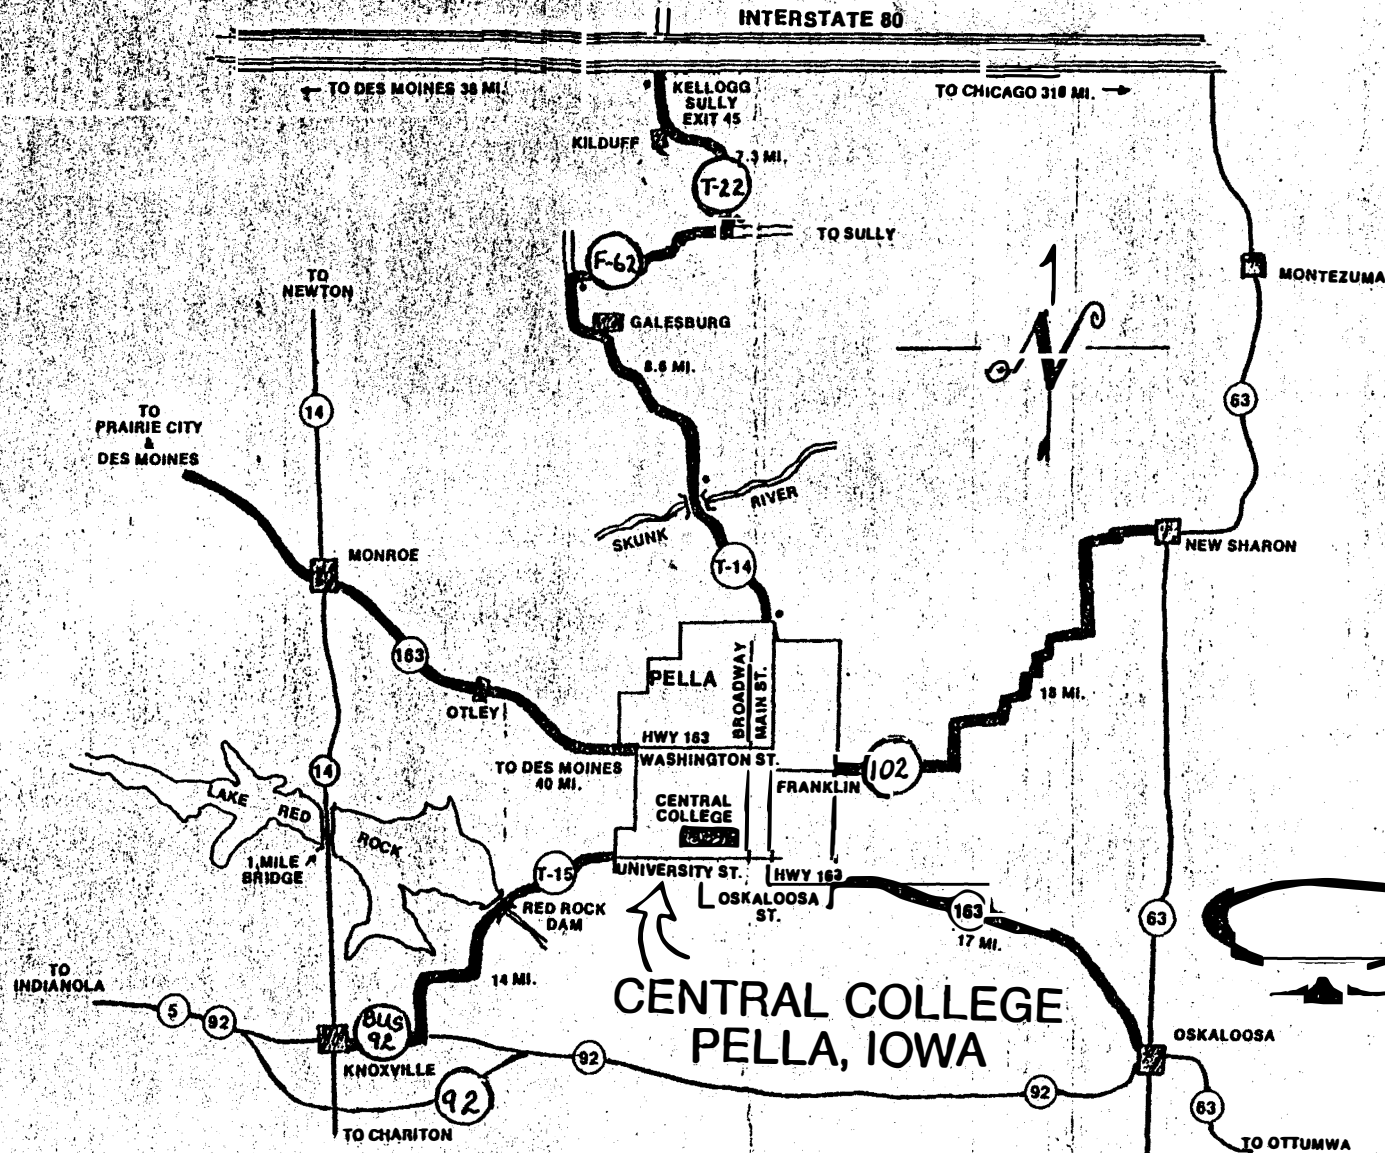 INTERSTATE 80
← TO DES MOINES 38 MI.
TO CHICAGO →
KELLOGG
SULLY
EXIT 45
KILDUFF
7.3 MI.
T-22
TO SULLY
F-62
TO
NEWTON
MONTEZUMA
GALESBURG
8.6 MI.
14
63
TO
PRAIRIE CITY
&
DES MOINES
SKUNK RIVER
NEW SHARON
MONROE
T-14
163
PELLA
BROADWAY
MAIN ST.
18 MI.
OTLEY
HWY 163
WASHINGTON ST.
TO DES MOINES
40 MI.
102
FRANKLIN
14
LAKE RED ROCK
CENTRAL
COLLEGE
1 MILE
BRIDGE
T-15
UNIVERSITY ST.
HWY 163
OSKALOOSA
ST.
RED ROCK
DAM
163
17 MI.
63
TO
INDIANOLA
14 MI.
5
92
BUS
92
KNOXVILLE
CENTRAL COLLEGE
PELLA, IOWA
OSKALOOSA
92
92
92
63
TO CHARITON
TO OTTUMWA